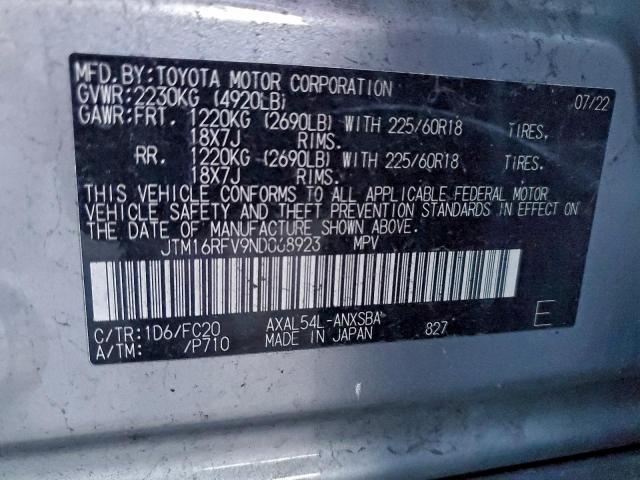 MFD.BY:TOYOTA MOTOR CORPORATION 07/22
GVWR:2230KG (4920LB)
GAWR:FRT. 1220KG (2690LB) WITH 225/60R18 TIRES.
18X7J RIMS.
RR. 1220KG (2690LB) WITH 225/60R18 TIRES.
18X7J RIMS.
THIS VEHICLE CONFORMS TO ALL APPLICABLE FEDERAL MOTOR
VEHICLE SAFETY AND THEFT PREVENTION STANDARDS IN EFFECT ON
THE DATE OF MANUFACTURE SHOWN ABOVE.
MPV
C/TR:1D6/FC20 AXAL54L-ANXSBA 827 E
A/TM: /P710 MADE IN JAPAN